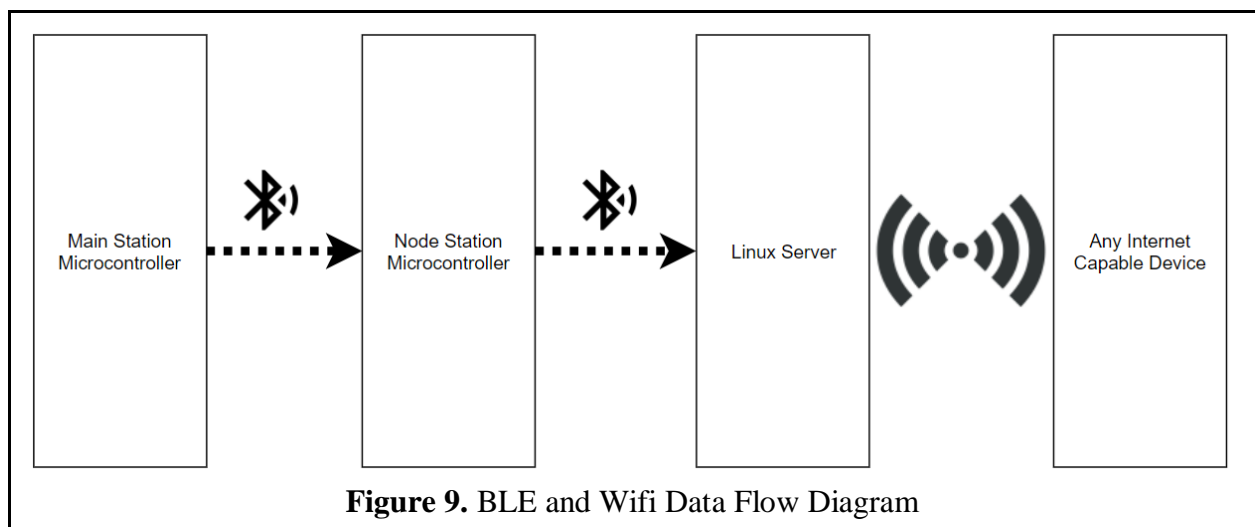 Main Station
Microcontroller
Node Station
Microcontroller
Linux Server
Any Internet
Capable Device
Figure 9. BLE and Wifi Data Flow Diagram